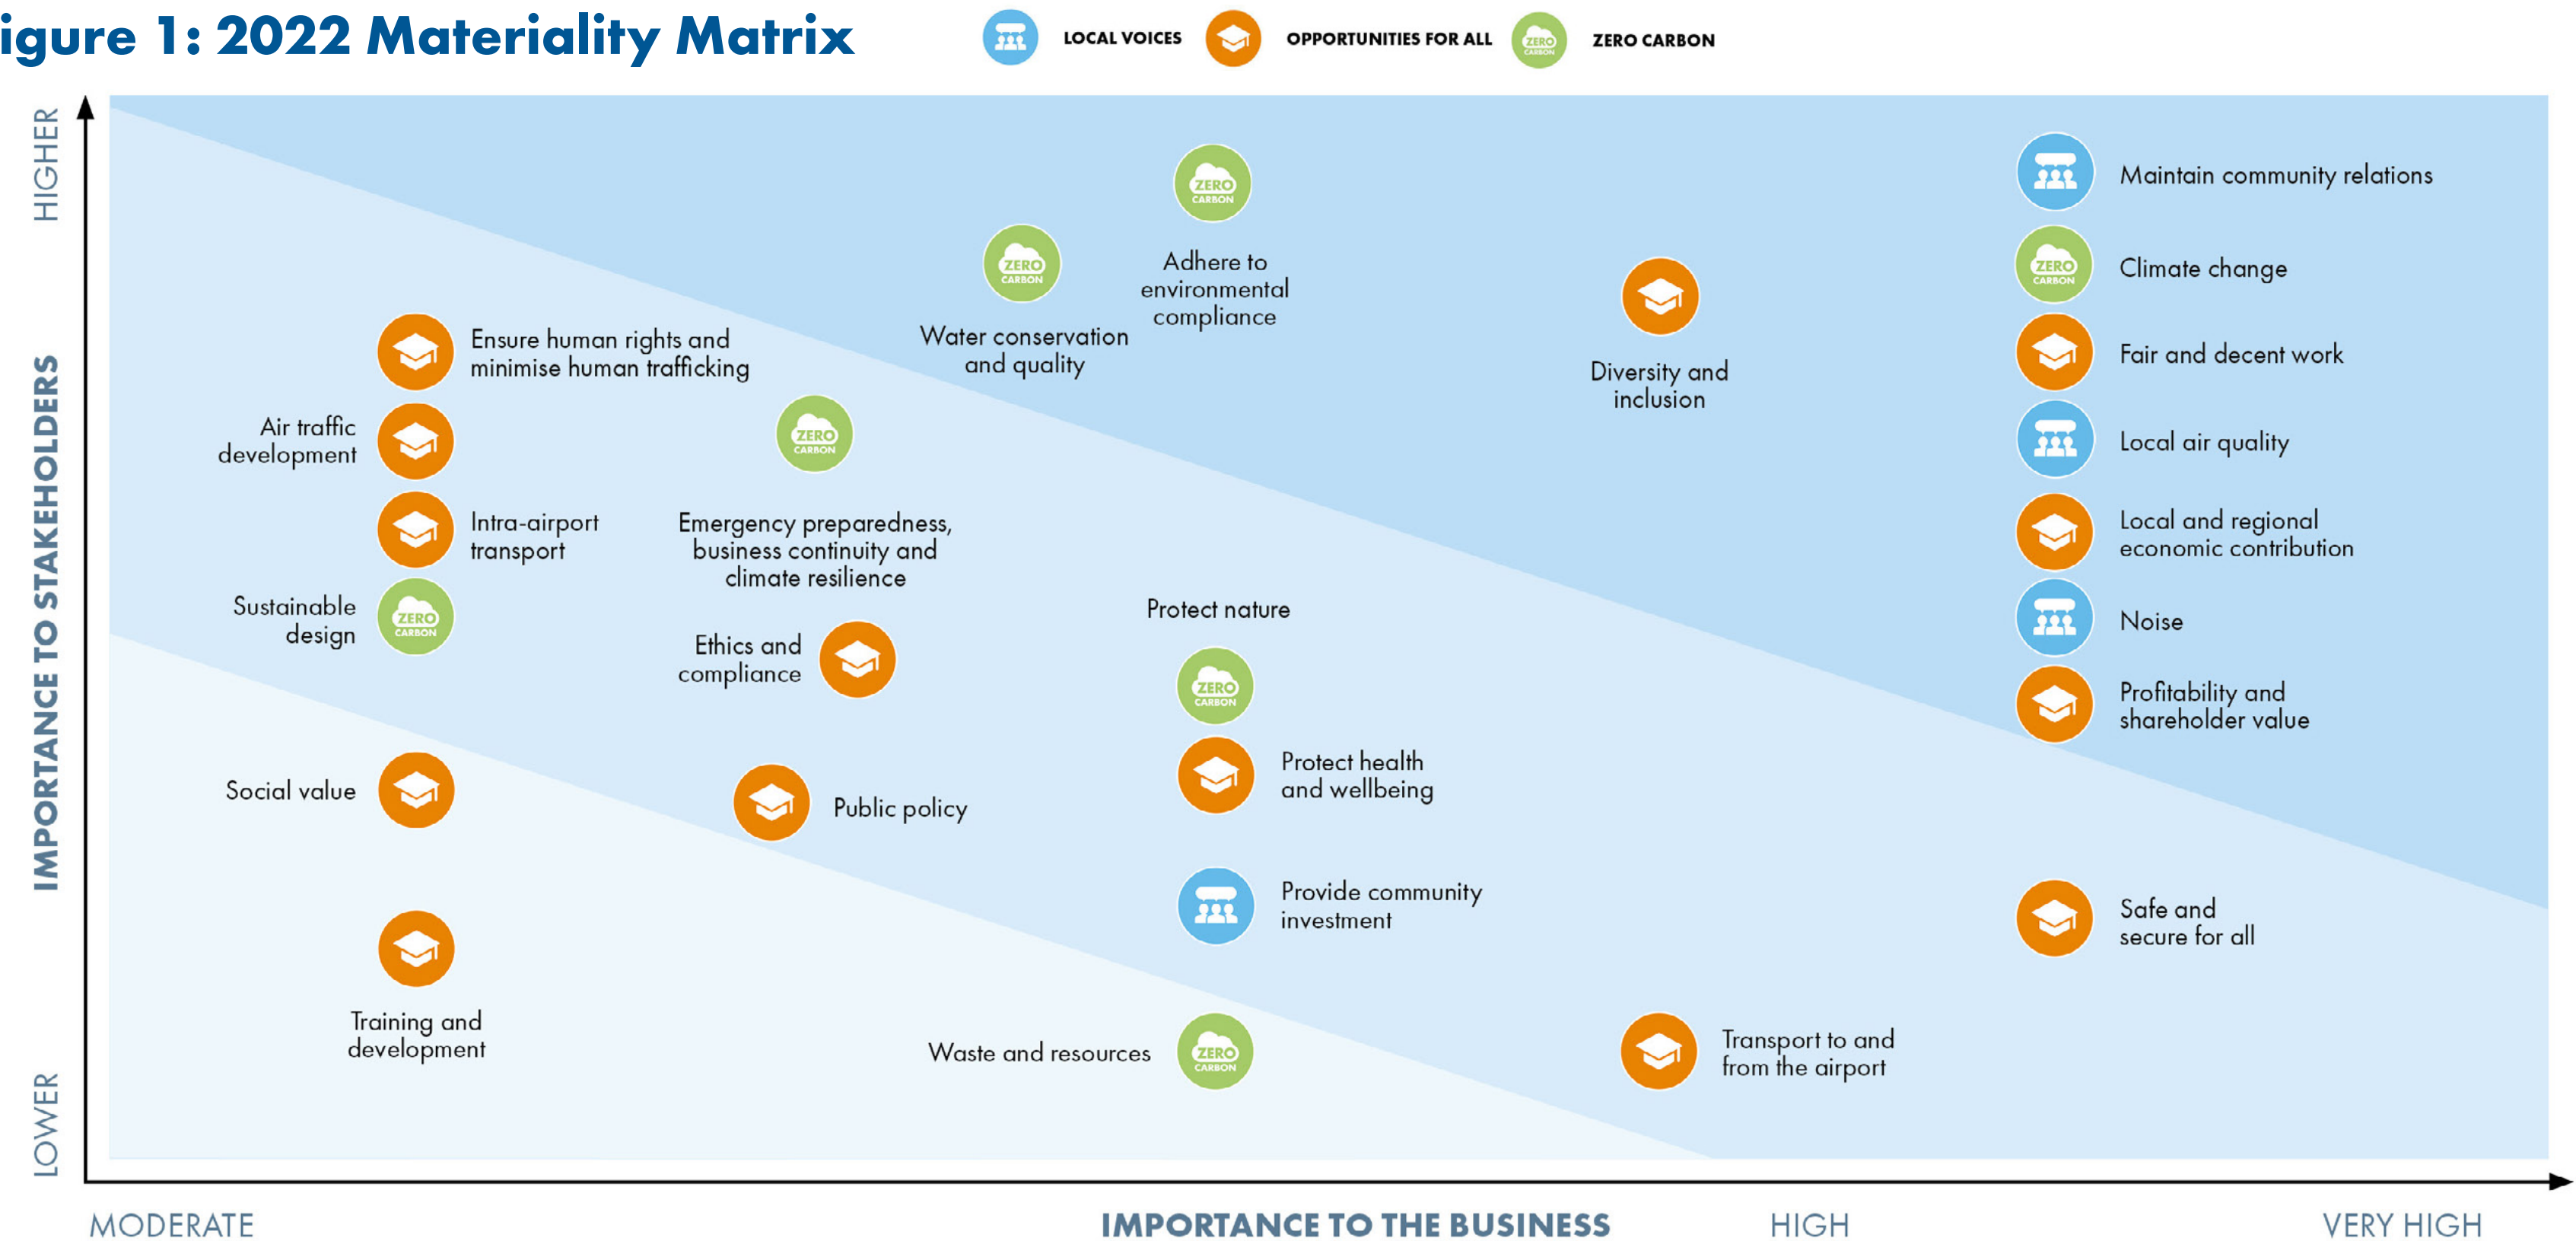 igure 1: 2022 Materiality Matrix
LOCAL VOICES
OPPORTUNITIES FOR ALL
ZERO CARBON
ZERO CARBON
HIGHER
IMPORTANCE TO STAKEHOLDERS
LOWER
ZERO
CARBON
Adhere to
environmental
compliance
ZERO
CARBON
Water conservation
and quality
Diversity and
inclusion
Maintain community relations
ZERO
CARBON
Climate change
Fair and decent work
Local air quality
Local and regional
economic contribution
Noise
Profitability and
shareholder value
Ensure human rights and
minimise human trafficking
Air traffic
development
Intra-airport
transport
Sustainable
design
ZERO
CARBON
ZERO
CARBON
Emergency preparedness,
business continuity and
climate resilience
Ethics and
compliance
Protect nature
ZERO
CARBON
Protect health
and wellbeing
Social value
Public policy
Provide community
investment
Safe and
secure for all
Training and
development
Waste and resources
ZERO
CARBON
Transport to and
from the airport
MODERATE
IMPORTANCE TO THE BUSINESS
HIGH
VERY HIGH